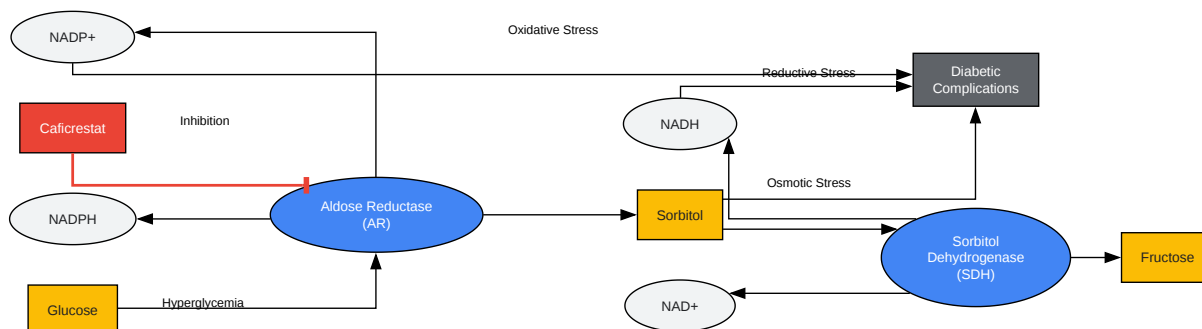 NADP+
Oxidative Stress
Reductive Stress
Diabetic
Complications
Caficrestat
Inhibition
NADH
Osmotic Stress
NADPH
Aldose Reductase
(AR)
Sorbitol
Sorbitol
Dehydrogenase
(SDH)
Fructose
Glucose
Hyperglycemia
NAD+